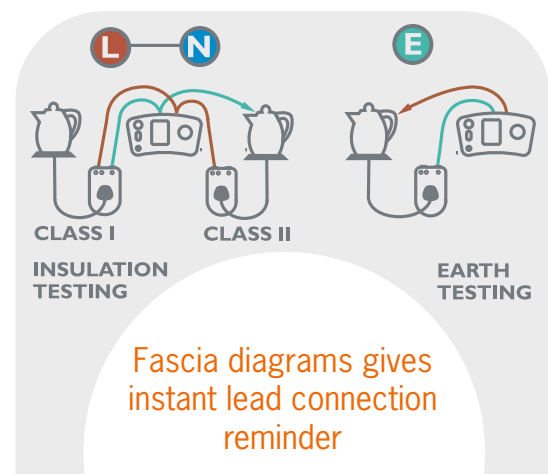 L N E
CLASS I CLASS II
INSULATION
TESTING
EARTH
TESTING
Fascia diagrams gives
instant lead connection
reminder